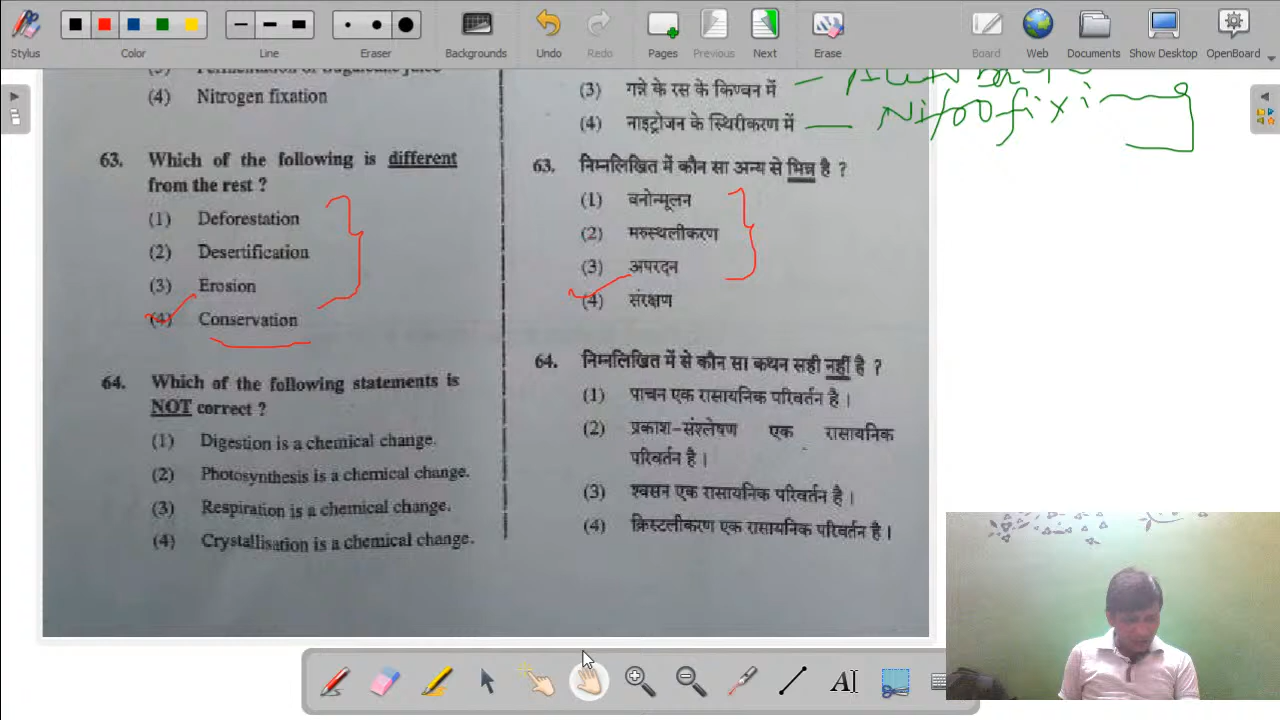 Stylus
Color
Line
Eraser
Backgrounds
Undo
Redo
Pages
Previous
Next
Erase
Board
Web
Documents
Show Desktop
OpenBoard
(4) Nitrogen fixation
63. Which of the following is different
from the rest ?
(1) Deforestation
(2) Desertification
(3) Erosion
(4) Conservation
64. Which of the following statements is
NOT correct ?
(1) Digestion is a chemical change.
(2) Photosynthesis is a chemical change.
(3) Respiration is a chemical change.
(4) Crystallisation is a chemical change.
(3) गन्ने के रस के किण्वन में
(4) नाइट्रोजन के स्थिरीकरण में
63. निम्नलिखित में कौन सा अन्य से भिन्न है ?
(1) वनोन्मूलन
(2) मरुस्थलीकरण
(3) अपरदन
(4) संरक्षण
64. निम्नलिखित में से कौन सा कथन सही नहीं है ?
(1) पाचन एक रासायनिक परिवर्तन है ।
(2) प्रकाश-संश्लेषण एक रासायनिक
परिवर्तन है ।
(3) श्वसन एक रासायनिक परिवर्तन है ।
(4) क्रिस्टलीकरण एक रासायनिक परिवर्तन है ।